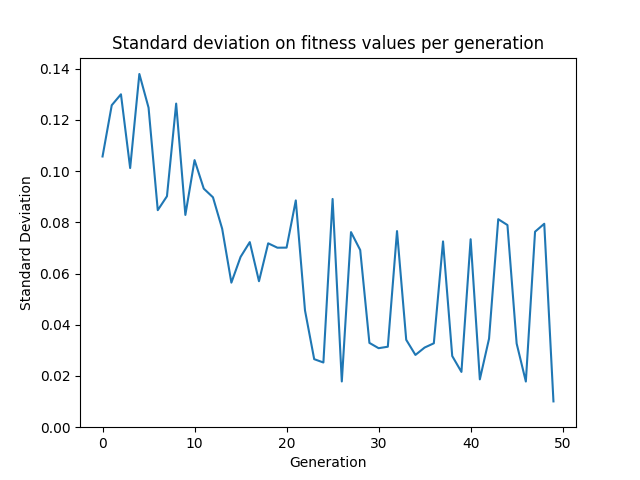 Standard deviation on fitness values per generation
0.14
0.12
0.10
0.08
0.06
0.04
0.02
0.00
Standard Deviation
0 10 20 30 40 50
Generation